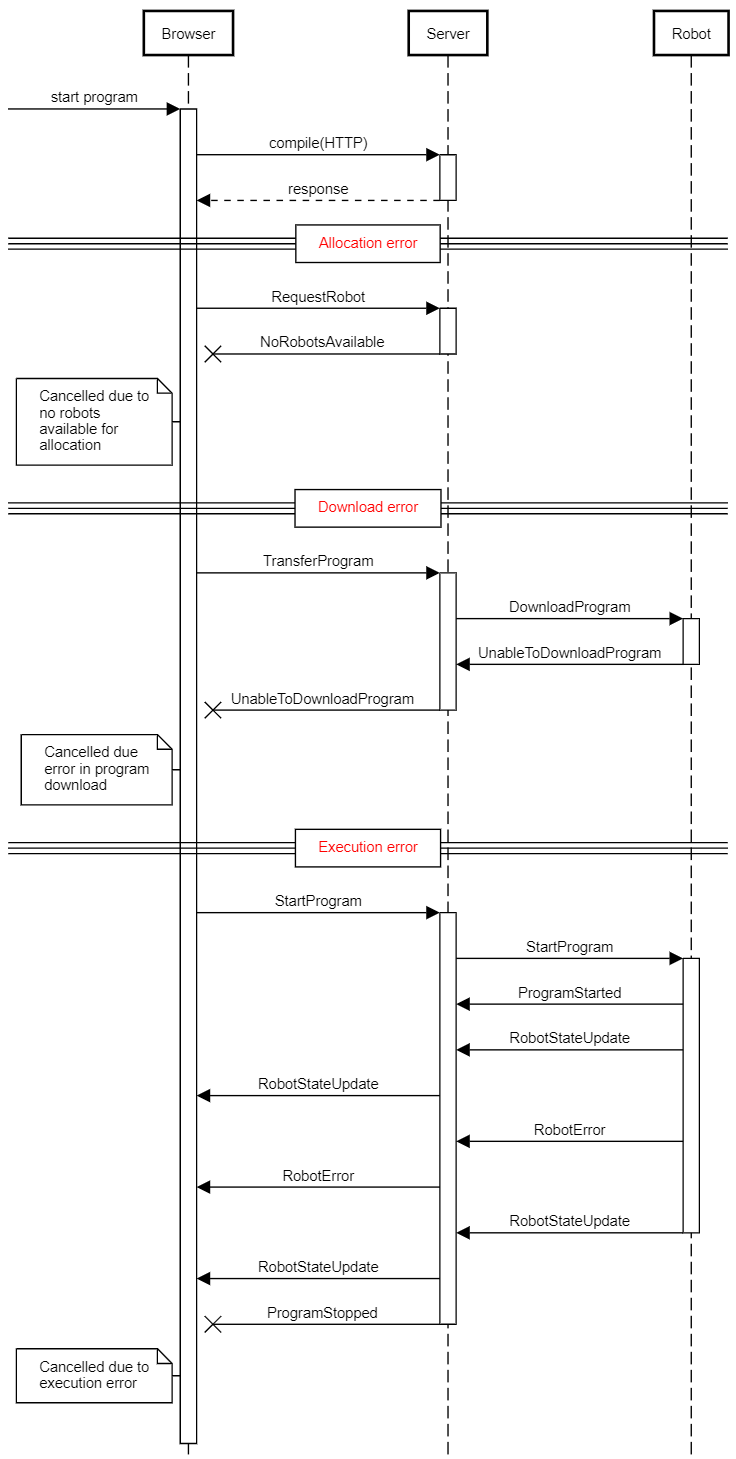 Browser
Server
Robot
start program
compile(HTTP)
response
Allocation error
RequestRobot
NoRobotsAvailable
Cancelled due to
no robots
available for
allocation
Download error
TransferProgram
DownloadProgram
UnableToDownloadProgram
UnableToDownloadProgram
Cancelled due
error in program
download
Execution error
StartProgram
StartProgram
ProgramStarted
RobotStateUpdate
RobotStateUpdate
RobotError
RobotError
RobotStateUpdate
RobotStateUpdate
ProgramStopped
Cancelled due to
execution error